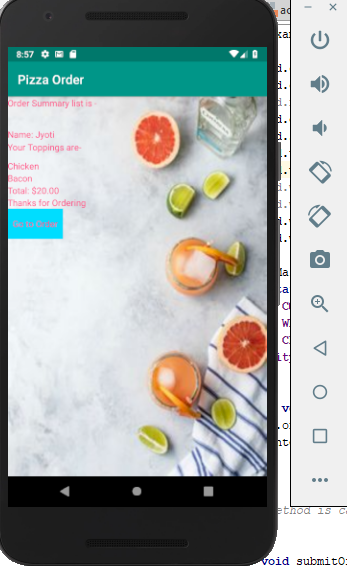 8:57
Pizza Order
Order Summary list is -
Name: Jyoti
Your Toppings are-
Chicken
Bacon
Total: $20.00
Thanks for Ordering
Go to Order
ethod is ca
void submitO